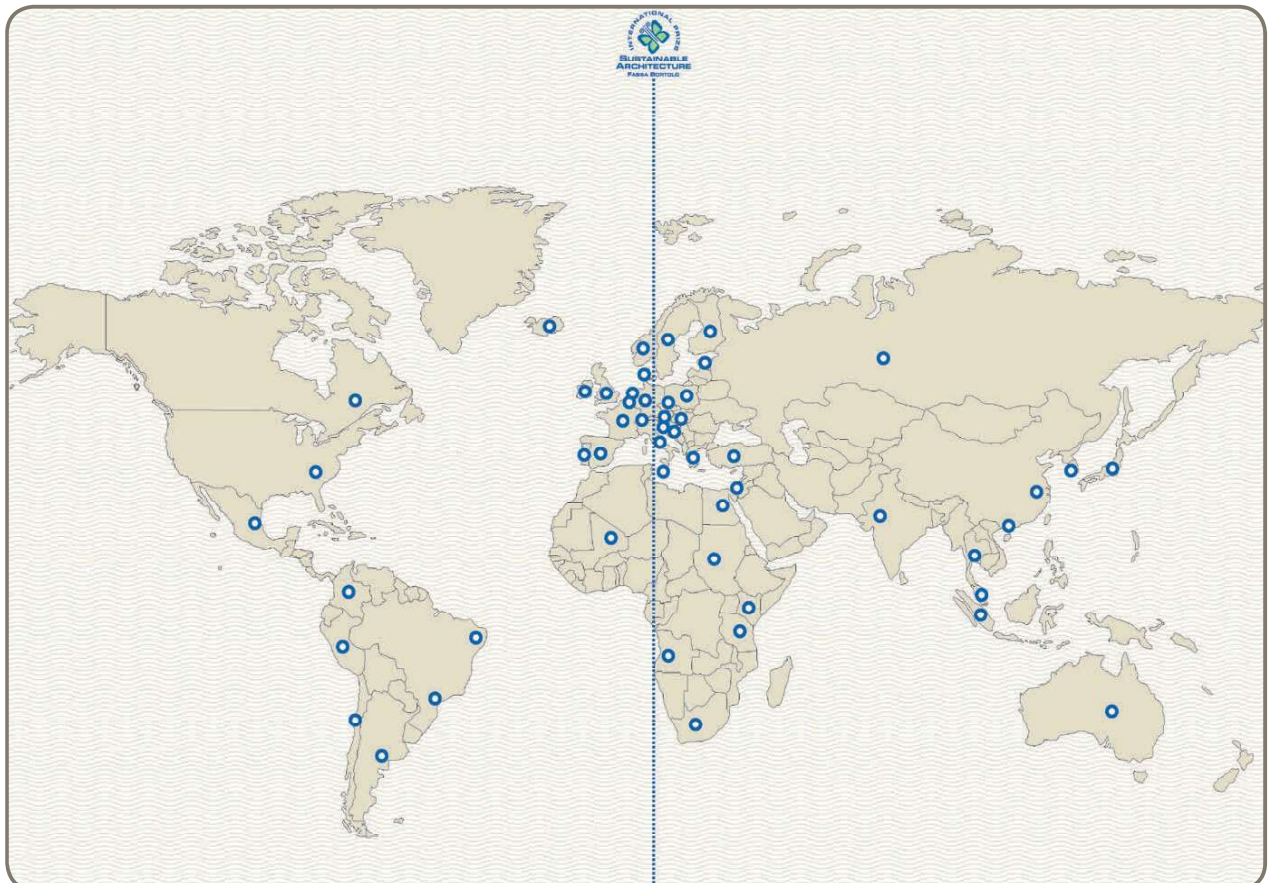 INTERNATIONAL PRIZE
SUSTAINABLE
ARCHITECTURE
FASSA BORTOLO